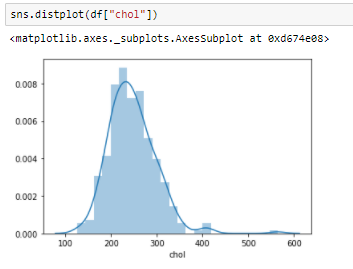 sns.distplot(df["chol"])
<matplotlib.axes._subplots.AxesSubplot at 0xd674e08>
0.008
0.006
0.004
0.002
0.000
100 200 300 400 500 600
chol